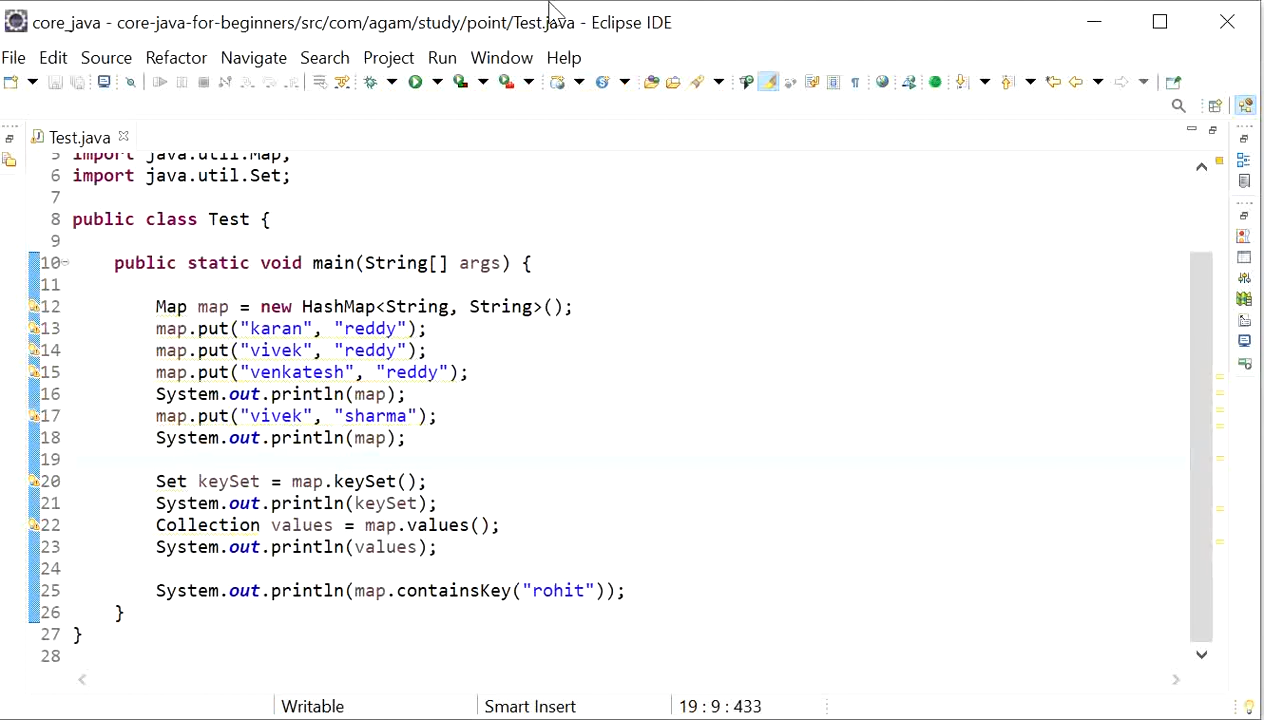 core_java - core-java-for-beginners/src/com/agam/study/point/Test.java - Eclipse IDE
File Edit Source Refactor Navigate Search Project Run Window Help
Test.java
5 import java.util.Map;
6 import java.util.Set;
7
8 public class Test {
9
10 public static void main(String[] args) {
11
12 Map map = new HashMap<String, String>();
13 map.put("karan", "reddy");
14 map.put("vivek", "reddy");
15 map.put("venkatesh", "reddy");
16 System.out.println(map);
17 map.put("vivek", "sharma");
18 System.out.println(map);
19
20 Set keySet = map.keySet();
21 System.out.println(keySet);
22 Collection values = map.values();
23 System.out.println(values);
24
25 System.out.println(map.containsKey("rohit"));
26 }
27 }
28
Writable Smart Insert 19 : 9 : 433